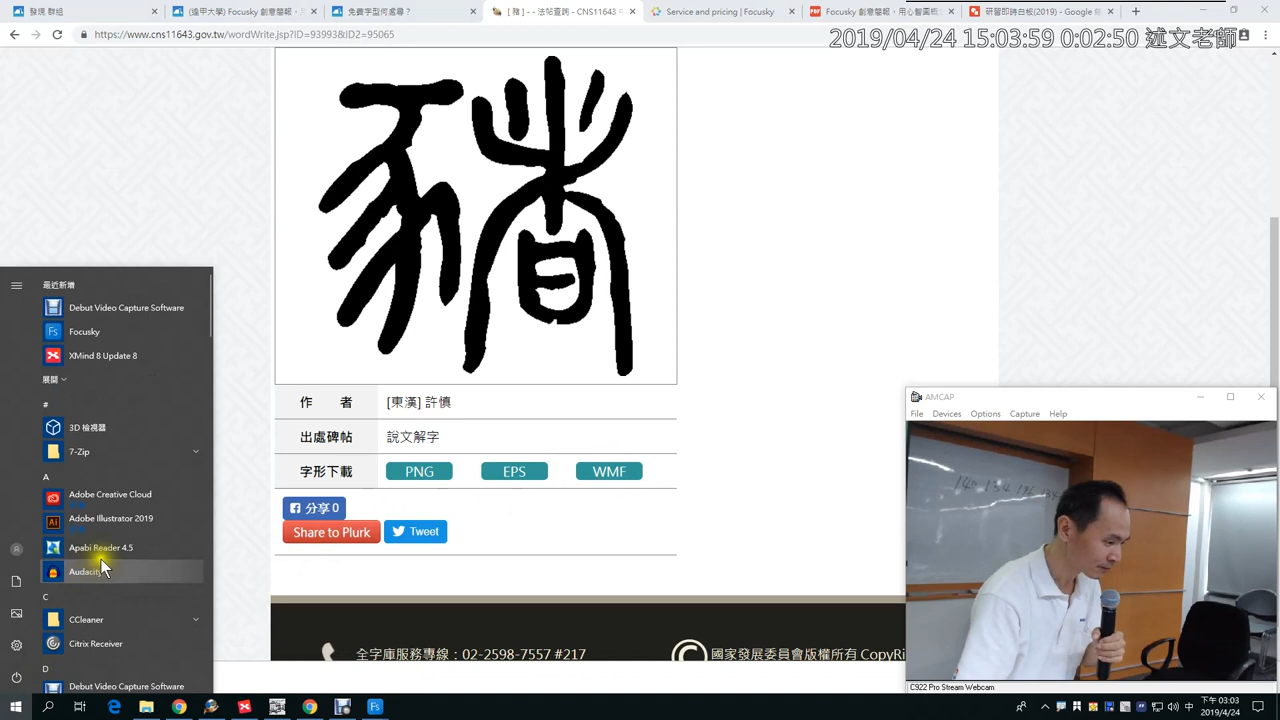 發現 群組
(逢甲大學) Focusky 創意簡報,
免費字型何處尋?
[ 豬 ] - - 法帖查詢 - CNS11643 中
Service and pricing | Focusky
Focusky 創意簡報，用心智圖概
研習即時白板(2019) - Google 簡
https://www.cns11643.gov.tw/wordWrite.jsp?ID=93993&ID2=95065
2019/04/24 15:03:59 0:02:50 述文老師
豬
作 者 [東漢] 許慎
出處碑帖 說文解字
字形下載 PNG EPS WMF
分享 0
Share to Plurk Tweet
全字庫服務專線：02-2598-7557 #217
國家發展委員會版權所有 CopyRi
最近新增
Debut Video Capture Software
Focusky
XMind 8 Update 8
展開
#
3D 檢視器
7-Zip
A
Adobe Creative Cloud
Adobe Illustrator 2019
Apabi Reader 4.5
Audacity
C
CCleaner
Citrix Receiver
D
Debut Video Capture Software
AMCAP
File Devices Options Capture Help
C922 Pro Stream Webcam
中
下午 03:03
2019/4/24